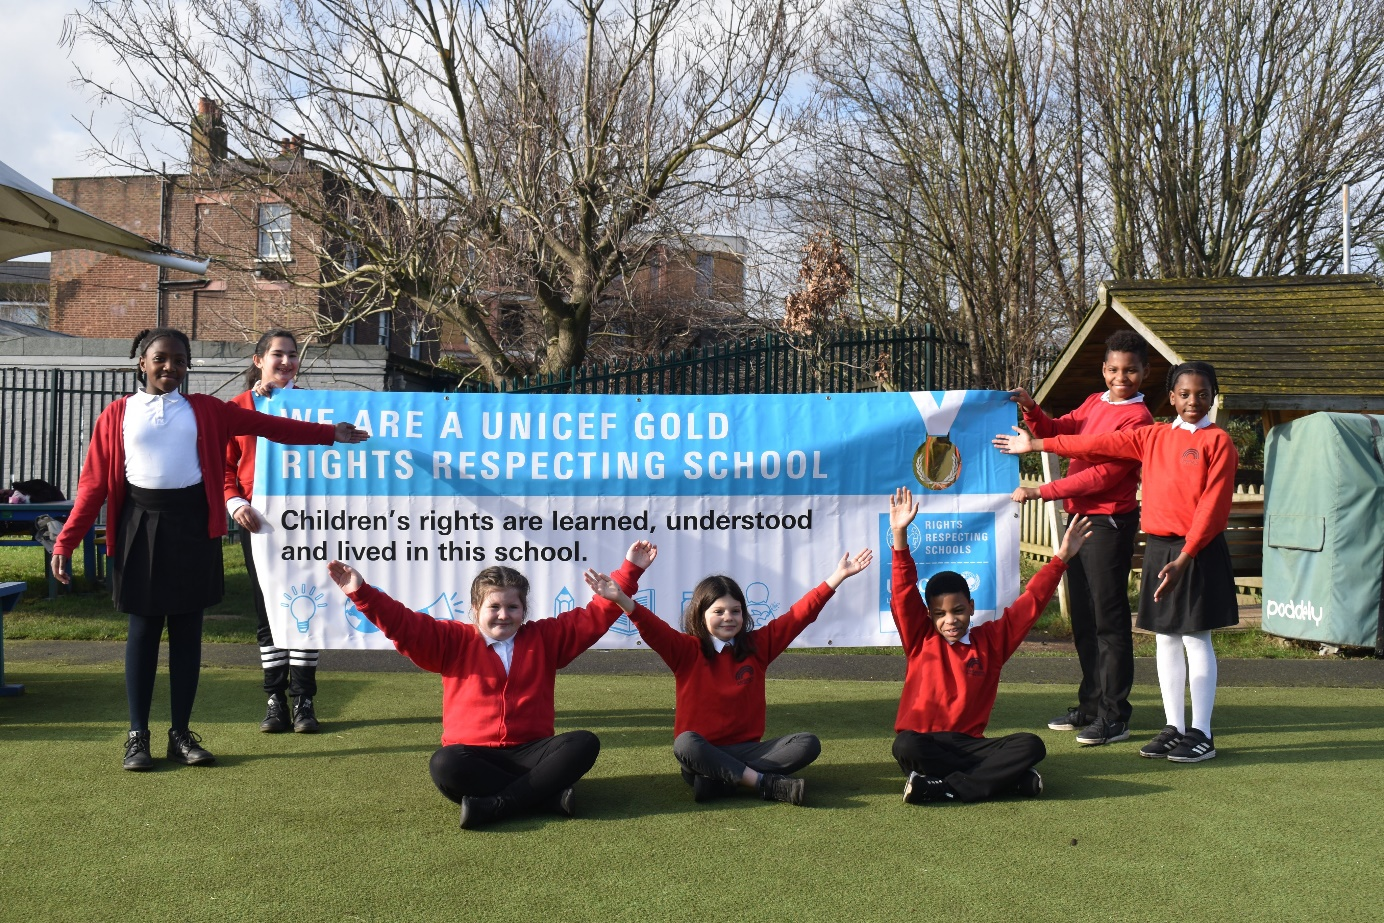 WE ARE A UNICEF GOLD
RIGHTS RESPECTING SCHOOL
Children's rights are learned, understood
and lived in this school.
RIGHTS
RESPECTING
SCHOOLS
poddely